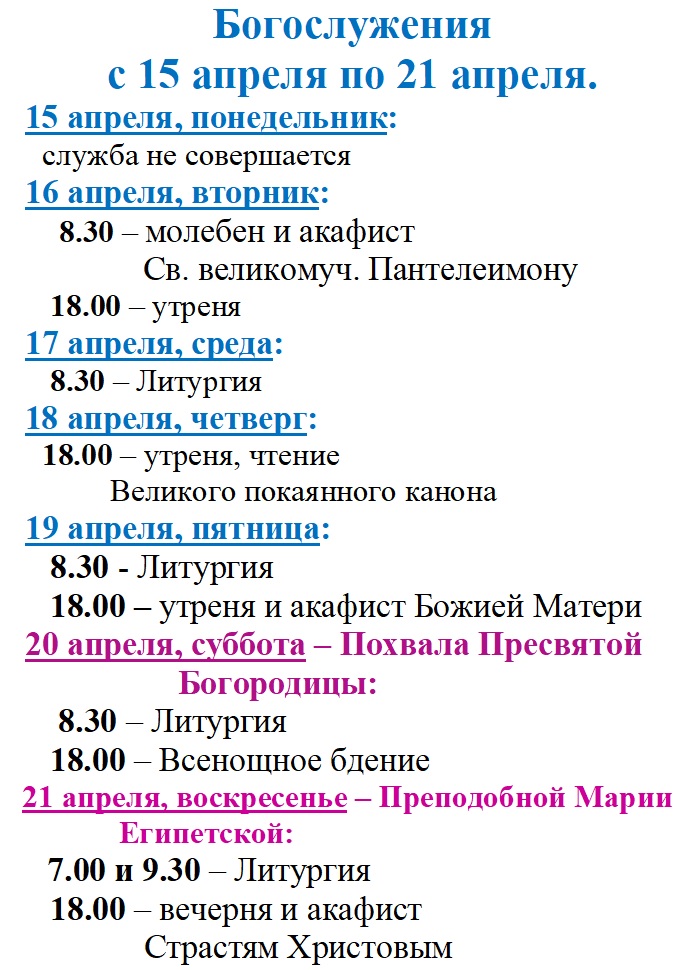 Богослужения
с 15 апреля по 21 апреля.
15 апреля, понедельник:
служба не совершается
16 апреля, вторник:
8.30 – молебен и акафист
Св. великомуч. Пантелеимону
18.00 – утреня
17 апреля, среда:
8.30 – Литургия
18 апреля, четверг:
18.00 – утреня, чтение
Великого покаянного канона
19 апреля, пятница:
8.30 - Литургия
18.00 – утреня и акафист Божией Матери
20 апреля, суббота – Похвала Пресвятой
Богородицы:
8.30 – Литургия
18.00 – Всенощное бдение
21 апреля, воскресенье – Преподобной Марии
Египетской:
7.00 и 9.30 – Литургия
18.00 – вечерня и акафист
Страстям Христовым